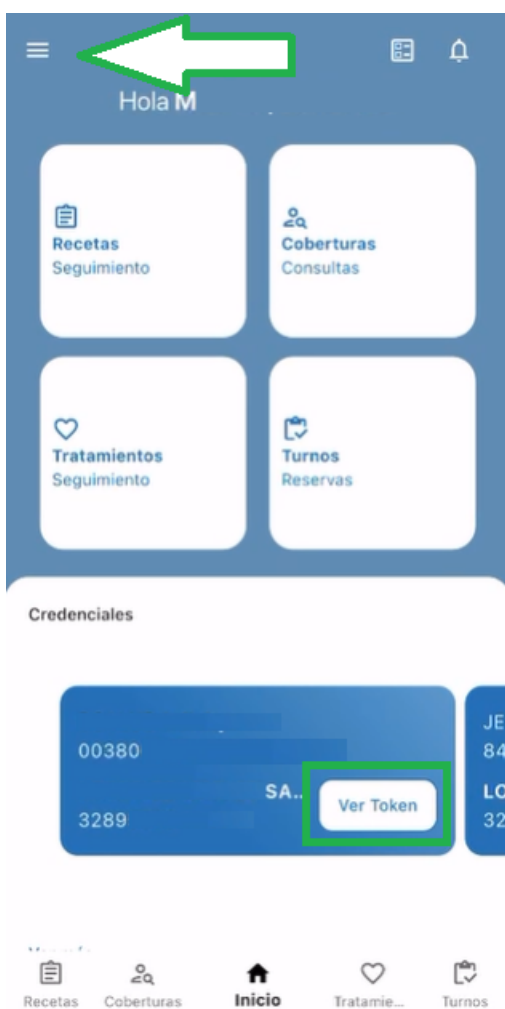 Hola M
Recetas
Seguimiento
Coberturas
Consultas
Tratamientos
Seguimiento
Turnos
Reservas
Credenciales
00380
SA..
3289
Ver Token
JE
84
LO
32
Recetas
Coberturas
Inicio
Tratamie...
Turnos